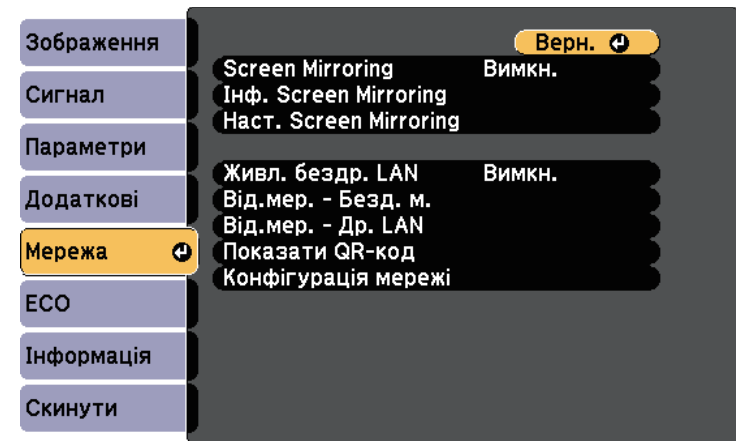 Зображення
Сигнал
Параметри
Додаткові
Мережа
ECO
Інформація
Скинути
Верн.
Screen Mirroring Вимкн.
Інф. Screen Mirroring
Наст. Screen Mirroring
Живл. бездр. LAN Вимкн.
Від.мер. - Безд. м.
Від.мер. - Др. LAN
Показати QR-код
Конфігурація мережі